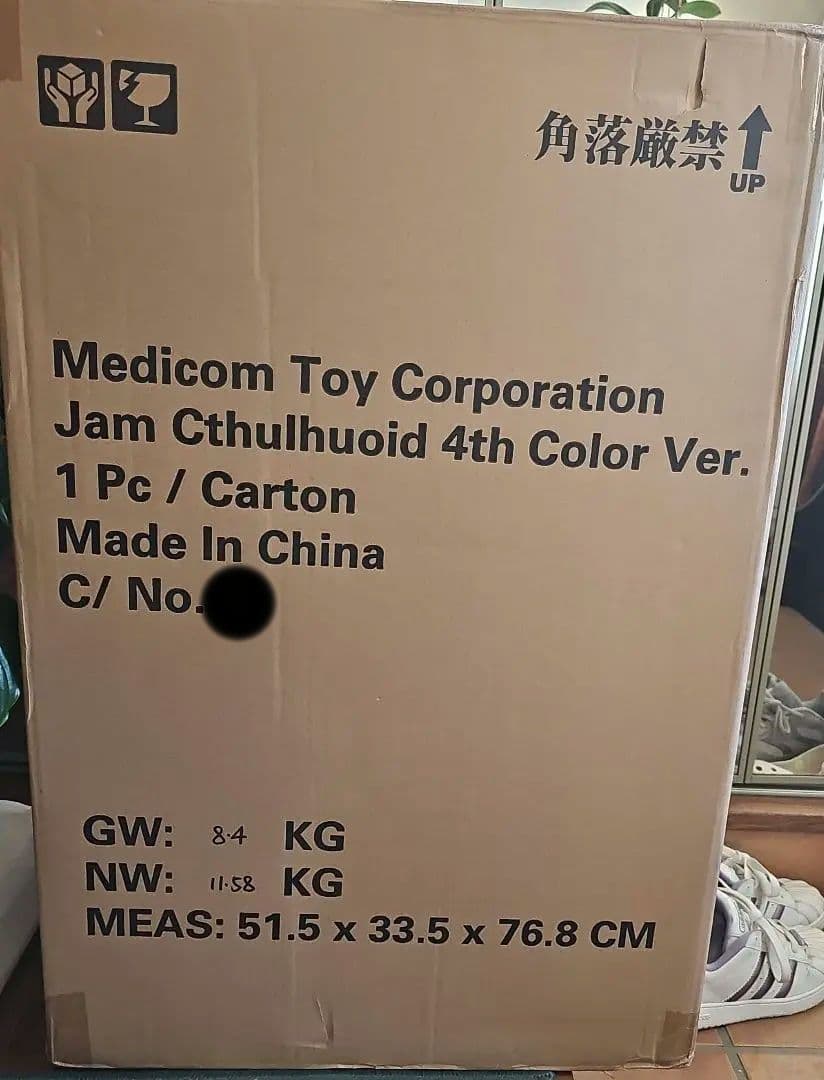 角落厳禁
UP
Medicom Toy Corporation
Jam Cthulhuoid 4th Color Ver.
1 Pc / Carton
Made In China
C/ No.
GW: 8.4 KG
NW: 11.58 KG
MEAS: 51.5 x 33.5 x 76.8 CM